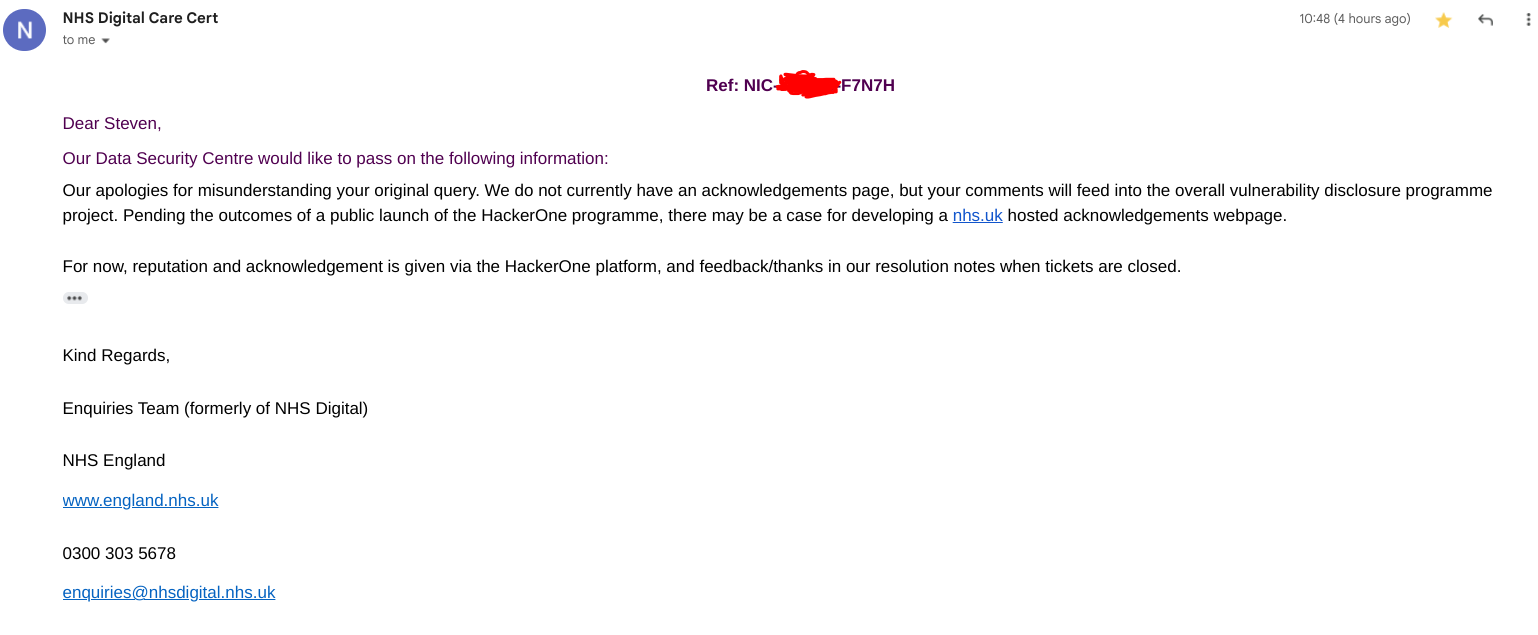 N
NHS Digital Care Cert
10:48 (4 hours ago)
to me
Ref: NIC- F7N7H
Dear Steven,
Our Data Security Centre would like to pass on the following information:
Our apologies for misunderstanding your original query. We do not currently have an acknowledgements page, but your comments will feed into the overall vulnerability disclosure programme
project. Pending the outcomes of a public launch of the HackerOne programme, there may be a case for developing a nhs.uk hosted acknowledgements webpage.
For now, reputation and acknowledgement is given via the HackerOne platform, and feedback/thanks in our resolution notes when tickets are closed.
Kind Regards,
Enquiries Team (formerly of NHS Digital)
NHS England
www.england.nhs.uk
0300 303 5678
enquiries@nhsdigital.nhs.uk